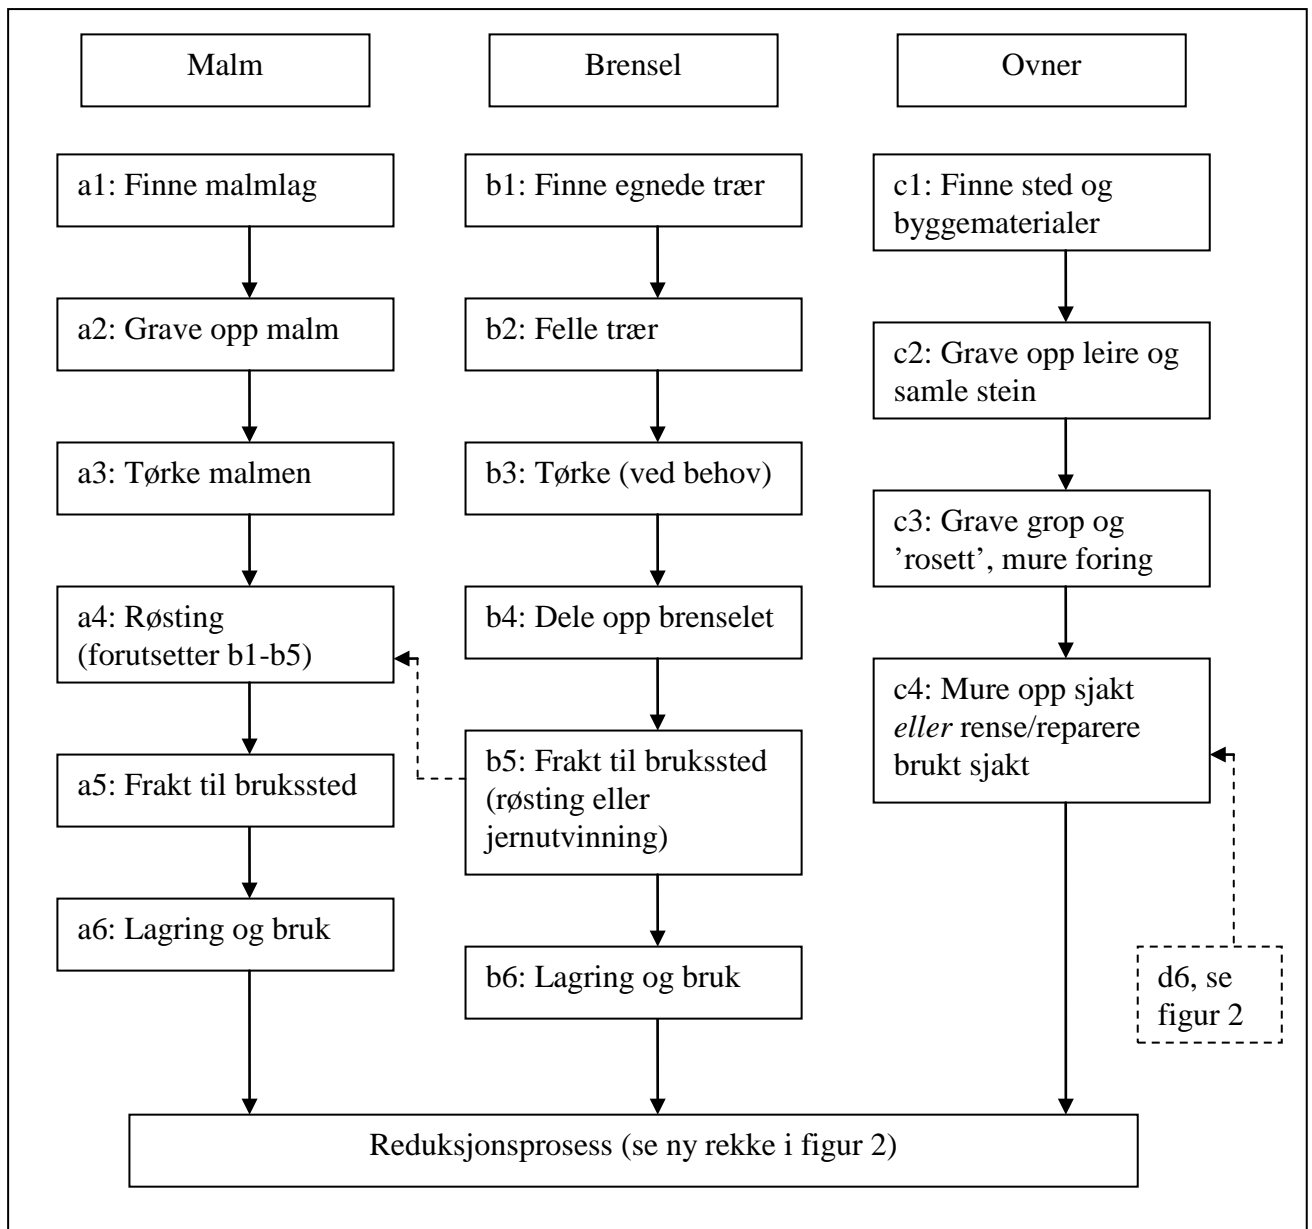 Malm
Brensel
Ovner
a1: Finne malmlag
a2: Grave opp malm
a3: Tørke malmen
a4: Røsting
(forutsetter b1-b5)
a5: Frakt til brukssted
a6: Lagring og bruk
b1: Finne egnede trær
b2: Felle trær
b3: Tørke (ved behov)
b4: Dele opp brenselet
b5: Frakt til brukssted
(røsting eller
jernutvinning)
b6: Lagring og bruk
c1: Finne sted og
byggematerialer
c2: Grave opp leire og
samle stein
c3: Grave grop og
’rosett’, mure foring
c4: Mure opp sjakt
eller rense/reparere
brukt sjakt
d6, se
figur 2
Reduksjonsprosess (se ny rekke i figur 2)